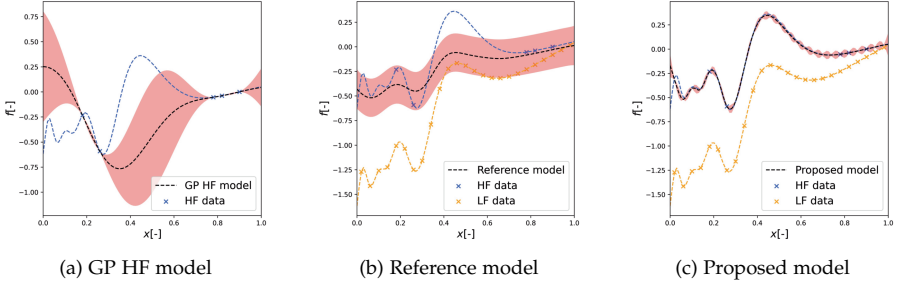 f[-]
0.75
0.50
0.25
0.00
−0.25
−0.50
−0.75
−1.00
0.0 0.2 0.4 0.6 0.8 1.0
x[-]
GP HF model
HF data
(a) GP HF model
f[-]
0.25
0.00
−0.25
−0.50
−0.75
−1.00
−1.25
−1.50
0.0 0.2 0.4 0.6 0.8 1.0
x[-]
Reference model
HF data
LF data
(b) Reference model
f[-]
0.25
0.00
−0.25
−0.50
−0.75
−1.00
−1.25
−1.50
0.0 0.2 0.4 0.6 0.8 1.0
x[-]
Proposed model
HF data
LF data
(c) Proposed model